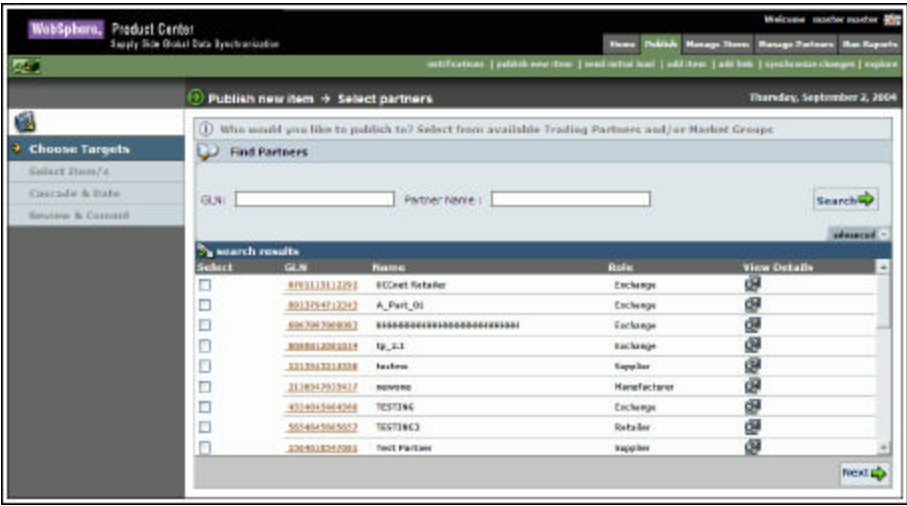 WebSphere. Product Center
Supply Side Global Data Synchronization
Welcome master master
Home Publish Manage Items Manage Partners Run Reports
notifications | publish new item | send initial load | add item | add link | synchronize changes | explore
Publish new item → Select partners
Thursday, September 2, 2004
Who would you like to publish to? Select from available Trading Partners and/or Market Groups
Choose Targets
Select Item/s
Cascade & Date
Review & Commit
Find Partners
GLN: Partner Name :
Search
advanced
search results
Select GLN Name Role View Details
UCCnet Retailer Exchange
A_Part_01 Exchange
Exchange
tp_2.1 Exchange
Supplier
newone Manufacturer
TESTING Exchange
TESTING3 Retailer
Test Partner Supplier
Next